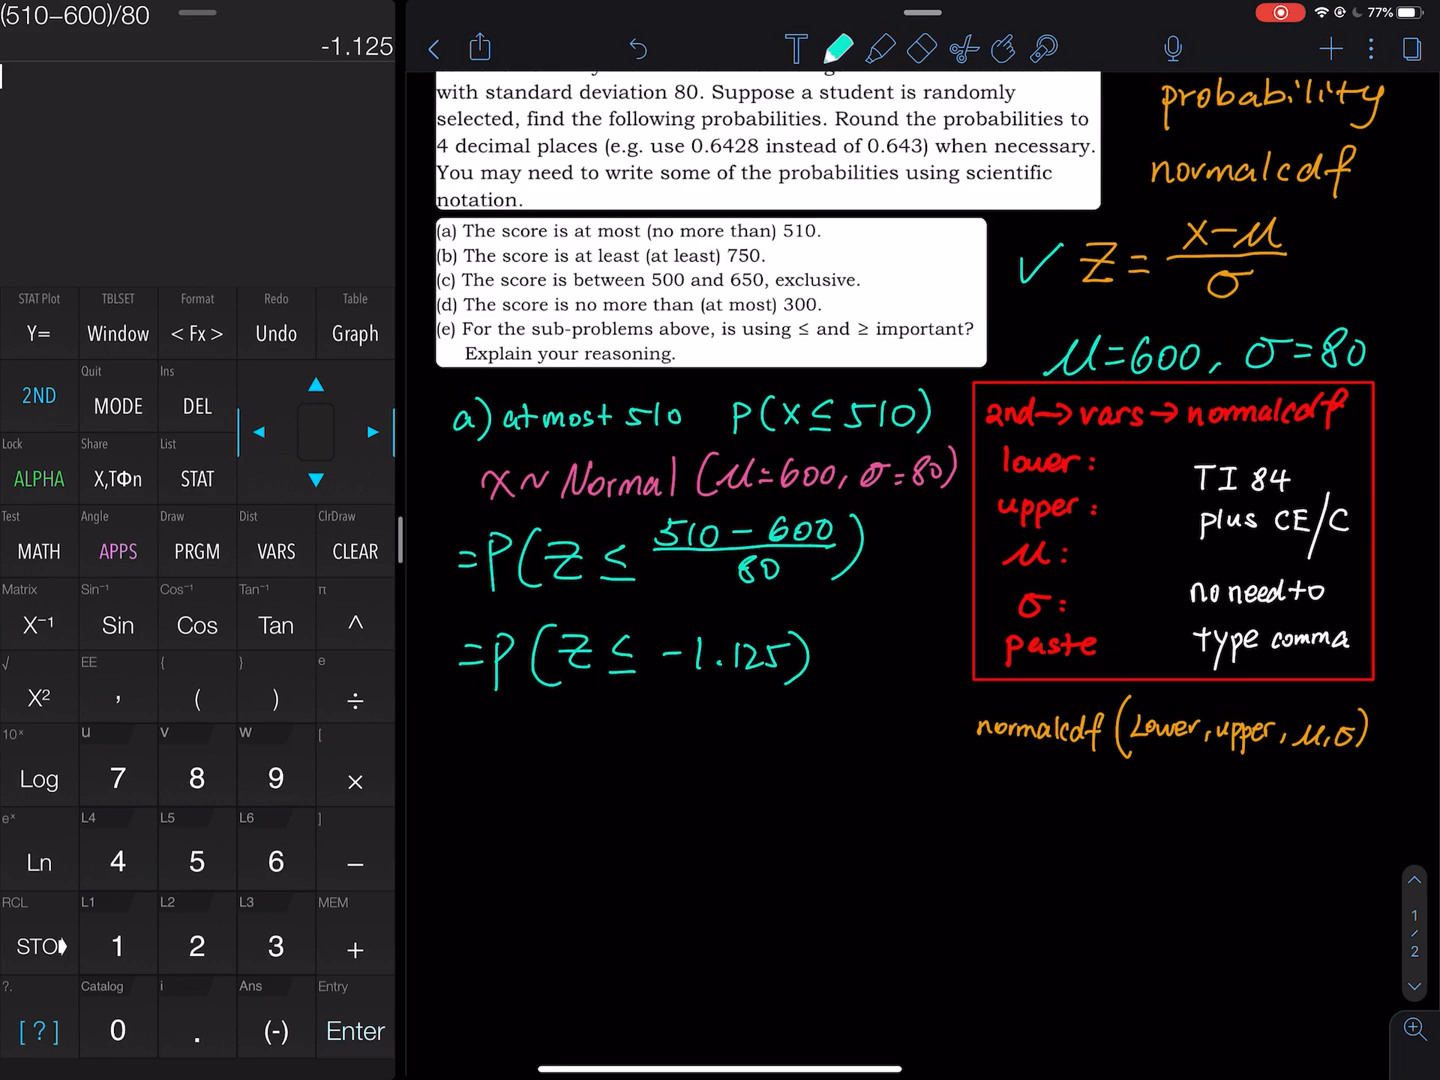 (510−600)/80
-1.125
STAT Plot TBLSET Format Redo Table
Y= Window < Fx > Undo Graph
Quit Ins
2ND MODE DEL
Lock Share List
ALPHA X,TΦn STAT
Test Angle Draw Dist ClrDraw
MATH APPS PRGM VARS CLEAR
Matrix Sin⁻¹ Cos⁻¹ Tan⁻¹ π
X⁻¹ Sin Cos Tan ^
√ EE { } e
X² , ( ) ÷
10ˣ u v w [
Log 7 8 9 ×
eˣ L4 L5 L6 ]
Ln 4 5 6 −
RCL L1 L2 L3 MEM
STO 1 2 3 +
?. Catalog i Ans Entry
[ ? ] 0 . (-) Enter
77%
T
with standard deviation 80. Suppose a student is randomly
selected, find the following probabilities. Round the probabilities to
4 decimal places (e.g. use 0.6428 instead of 0.643) when necessary.
You may need to write some of the probabilities using scientific
notation.
(a) The score is at most (no more than) 510.
(b) The score is at least (at least) 750.
(c) The score is between 500 and 650, exclusive.
(d) The score is no more than (at most) 300.
(e) For the sub-problems above, is using ≤ and ≥ important?
Explain your reasoning.
a) at most 510 P(X ≤ 510)
X ~ Normal (μ=600, σ=80)
=P(Z ≤ (510 − 600)/80)
=P(Z ≤ -1.125)
probability
normalcdf
✓ Z = (X−μ)/σ
μ=600, σ=80
2nd→vars→normalcdf
lower:
upper:
μ:
σ:
paste
TI 84
plus CE/C
no need to
type comma
normalcdf (Lower, upper, μ, σ)
1
/
2